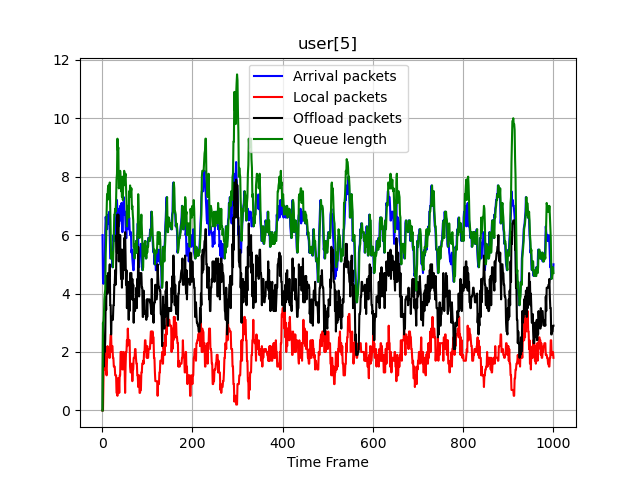 user[5]
Arrival packets
Local packets
Offload packets
Queue length
12
10
8
6
4
2
0
0 200 400 600 800 1000
Time Frame